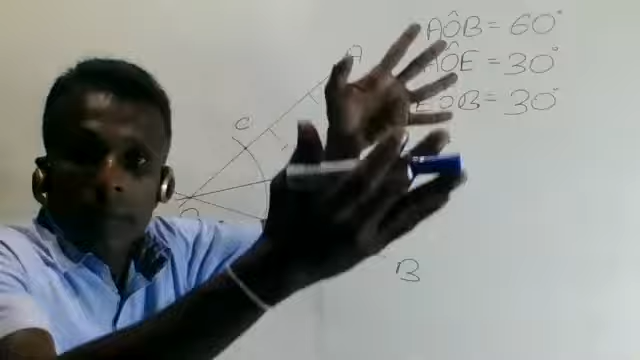 AÔB = 60°
AÔE = 30°
EÔB = 30°
A
C
O
B